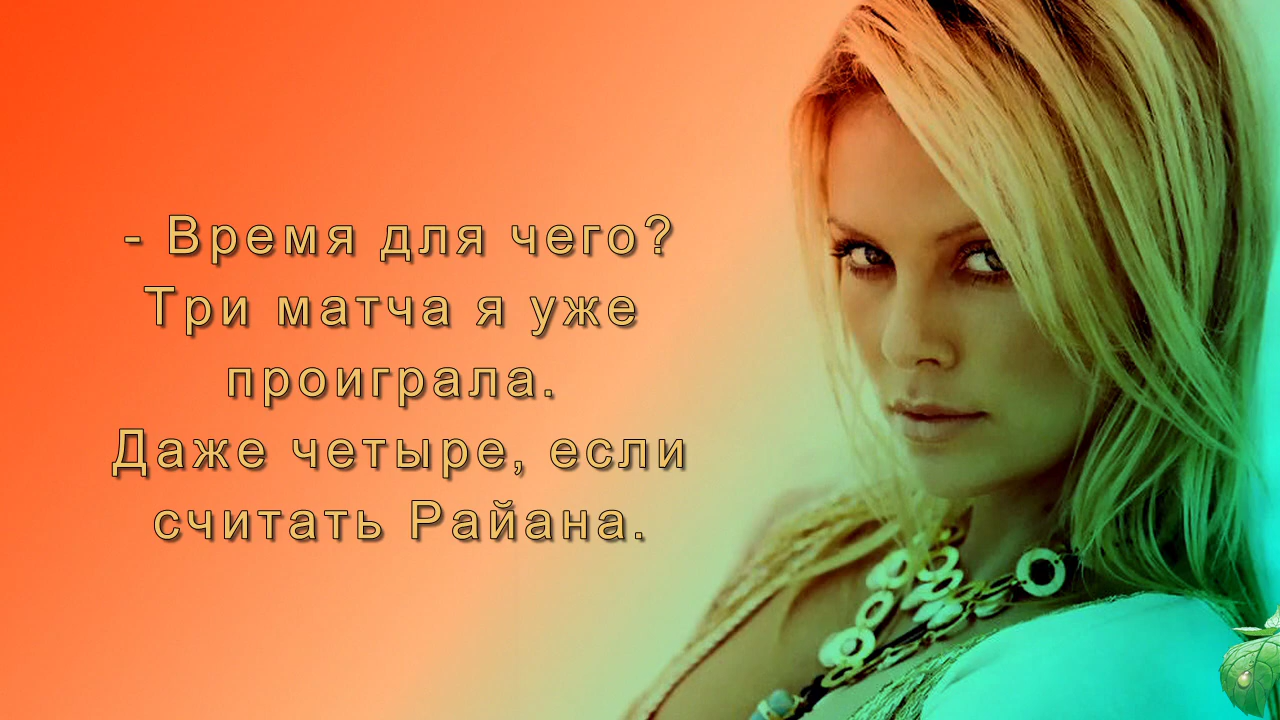 - Время для чего?
Три матча я уже
проиграла.
Даже четыре, если
считать Райана.